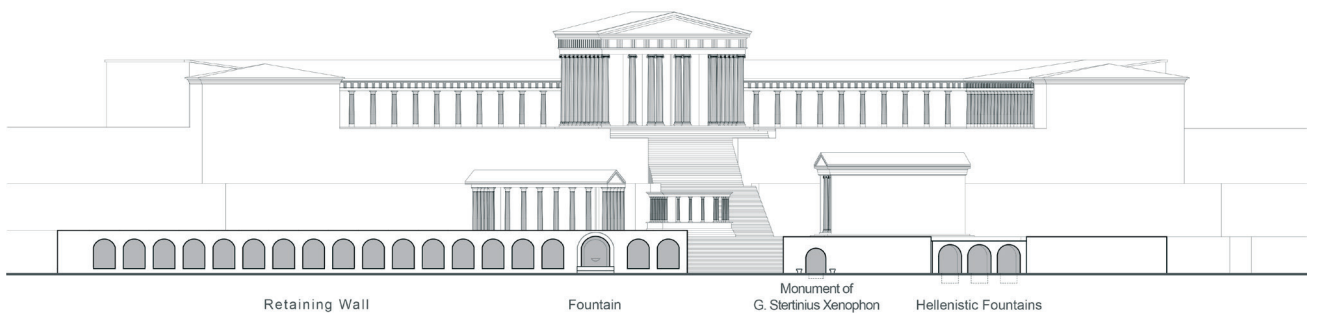 Retaining Wall
Fountain
Monument of
G. Stertinius Xenophon
Hellenistic Fountains